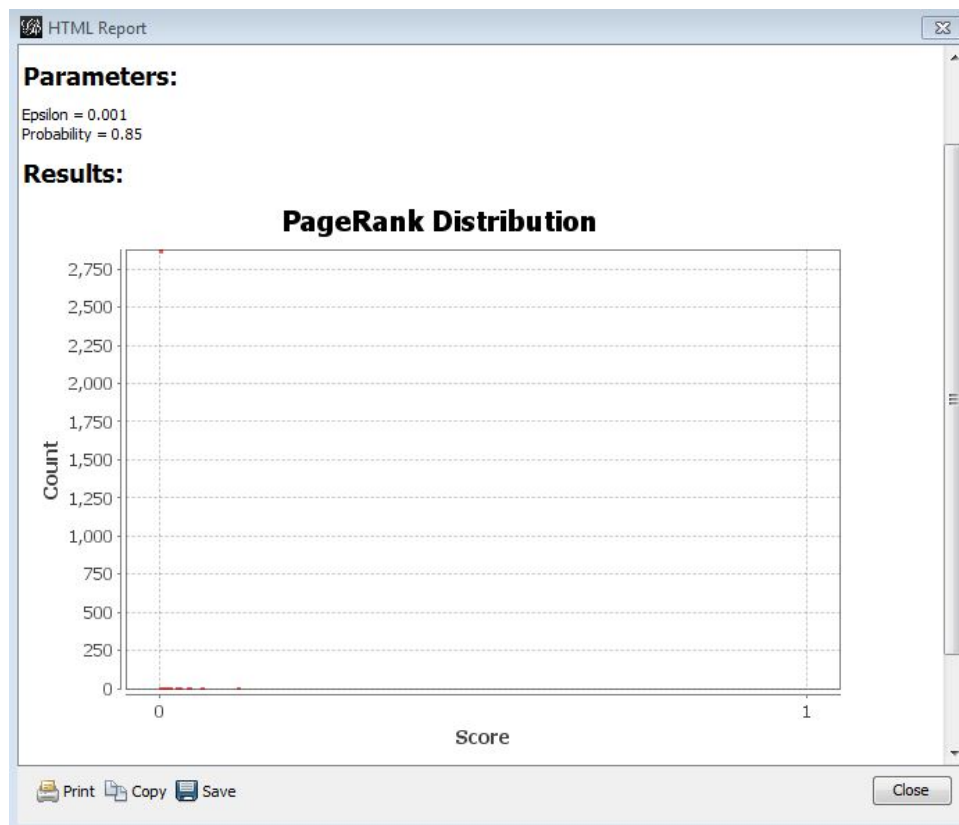 HTML Report
Parameters:
Epsilon = 0.001
Probability = 0.85
Results:
PageRank Distribution
2,750
2,500
2,250
2,000
1,750
1,500
1,250
1,000
750
500
250
0
Count
0 1
Score
Print Copy Save Close